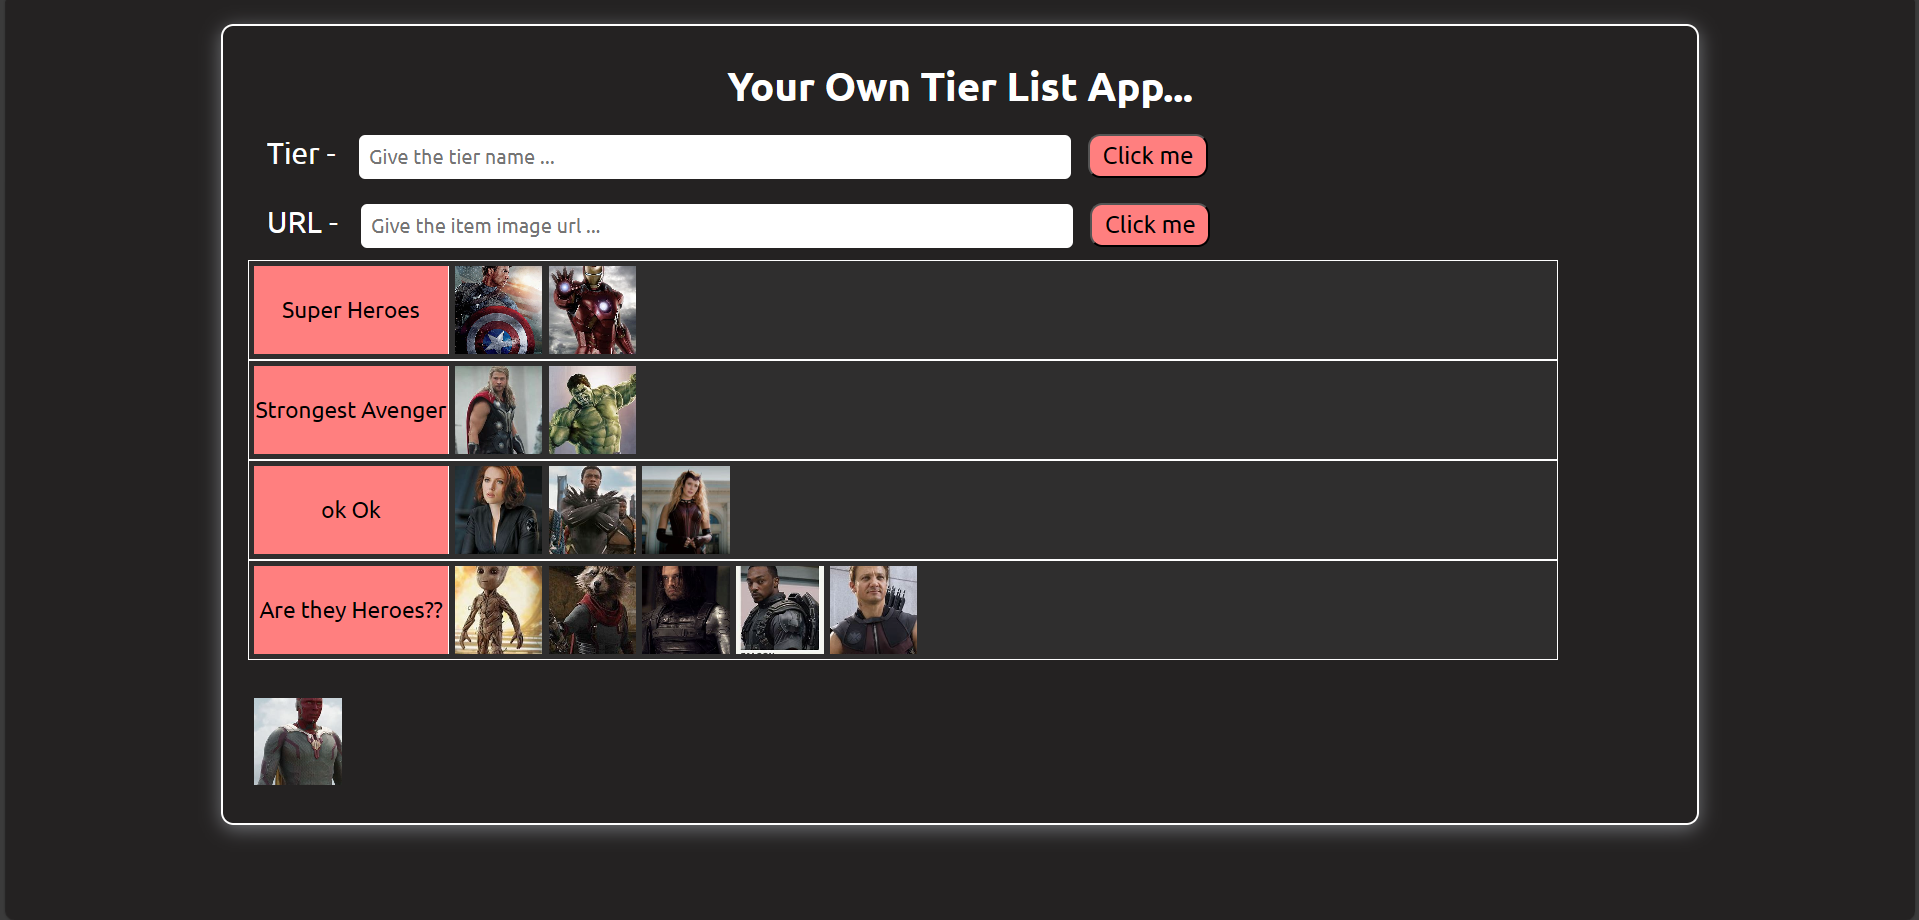 Your Own Tier List App...
Tier - Give the tier name ... Click me
URL - Give the item image url ... Click me
Super Heroes
Strongest Avenger
ok Ok
Are they Heroes??